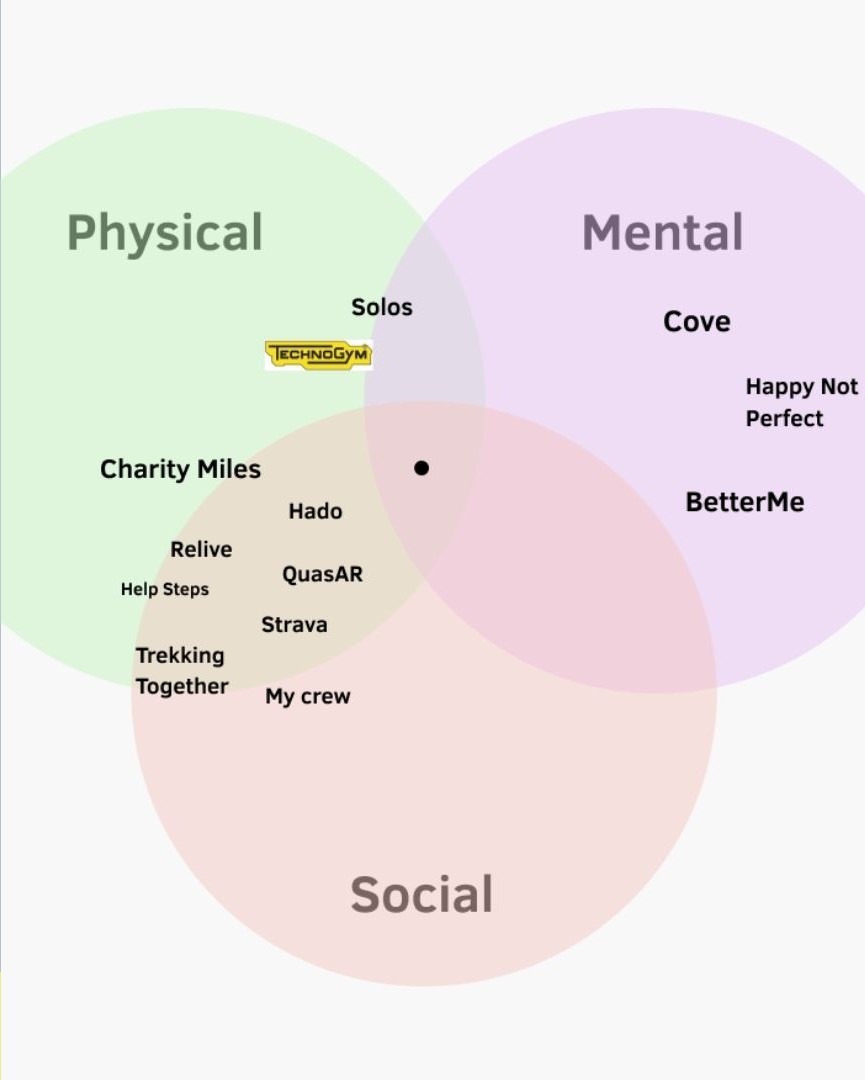 Physical
Mental
Solos
Cove
TECHNOGYM
Happy Not
Perfect
Charity Miles
BetterMe
Hado
Relive
QuasAR
Help Steps
Strava
Trekking
Together
My crew
Social